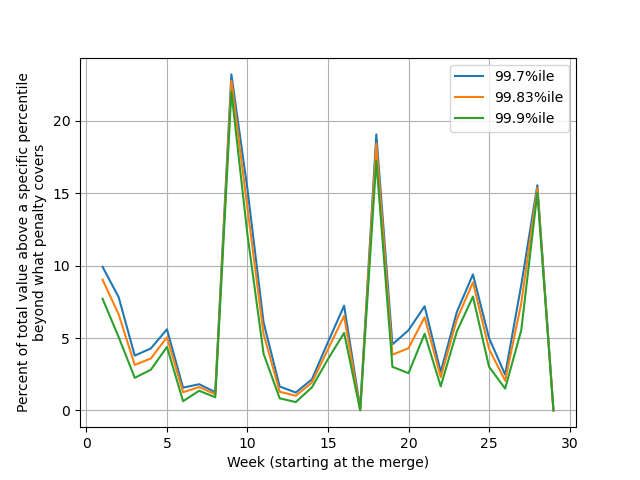 99.7%ile
99.83%ile
99.9%ile
Percent of total value above a specific percentile
beyond what penalty covers
20
15
10
5
0
0 5 10 15 20 25 30
Week (starting at the merge)